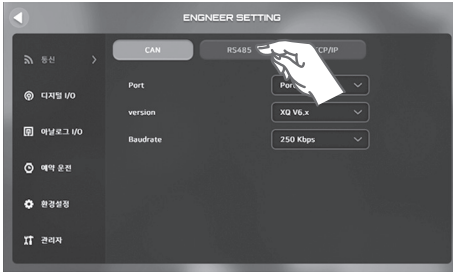 ENGNEER SETTING
CAN
RS485
TCP/IP
통신
디지털 I/O
아날로그 I/O
예약 운전
환경설정
관리자
Port
version
XQ V6.x
Baudrate
250 Kbps